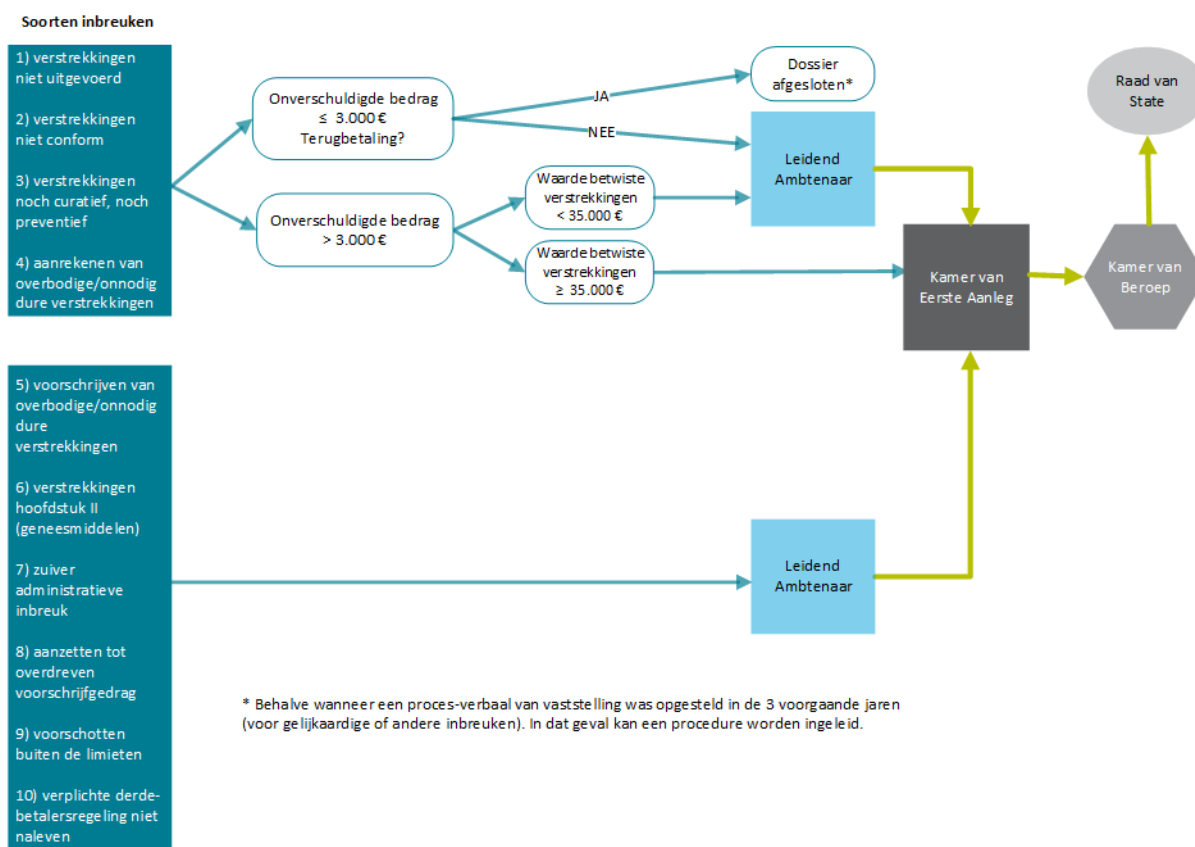 Soorten inbreuken
1) verstrekkingen
niet uitgevoerd
2) verstrekkingen
niet conform
3) verstrekkingen
noch curatief, noch
preventief
4) aanrekenen van
overbodige/onnodig
dure verstrekkingen
Onverschuldigde bedrag
≤ 3.000 €
Terugbetaling?
JA
NEE
Dossier
afgesloten*
Onverschuldigde bedrag
> 3.000 €
Waarde betwiste
verstrekkingen
< 35.000 €
Waarde betwiste
verstrekkingen
≥ 35.000 €
Leidend
Ambtenaar
Kamer van
Eerste Aanleg
Kamer van
Beroep
Raad van
State
5) voorschrijven van
overbodige/onnodig
dure
verstrekkingen
6) verstrekkingen
hoofdstuk II
(geneesmiddelen)
7) zuiver
administratieve
inbreuk
8) aanzetten tot
overdreven
voorschrijfgedrag
9) voorschotten
buiten de limieten
10) verplichte derde-
betalersregeling niet
naleven
Leidend
Ambtenaar
* Behalve wanneer een proces-verbaal van vaststelling was opgesteld in de 3 voorgaande jaren
(voor gelijkaardige of andere inbreuken). In dat geval kan een procedure worden ingeleid.